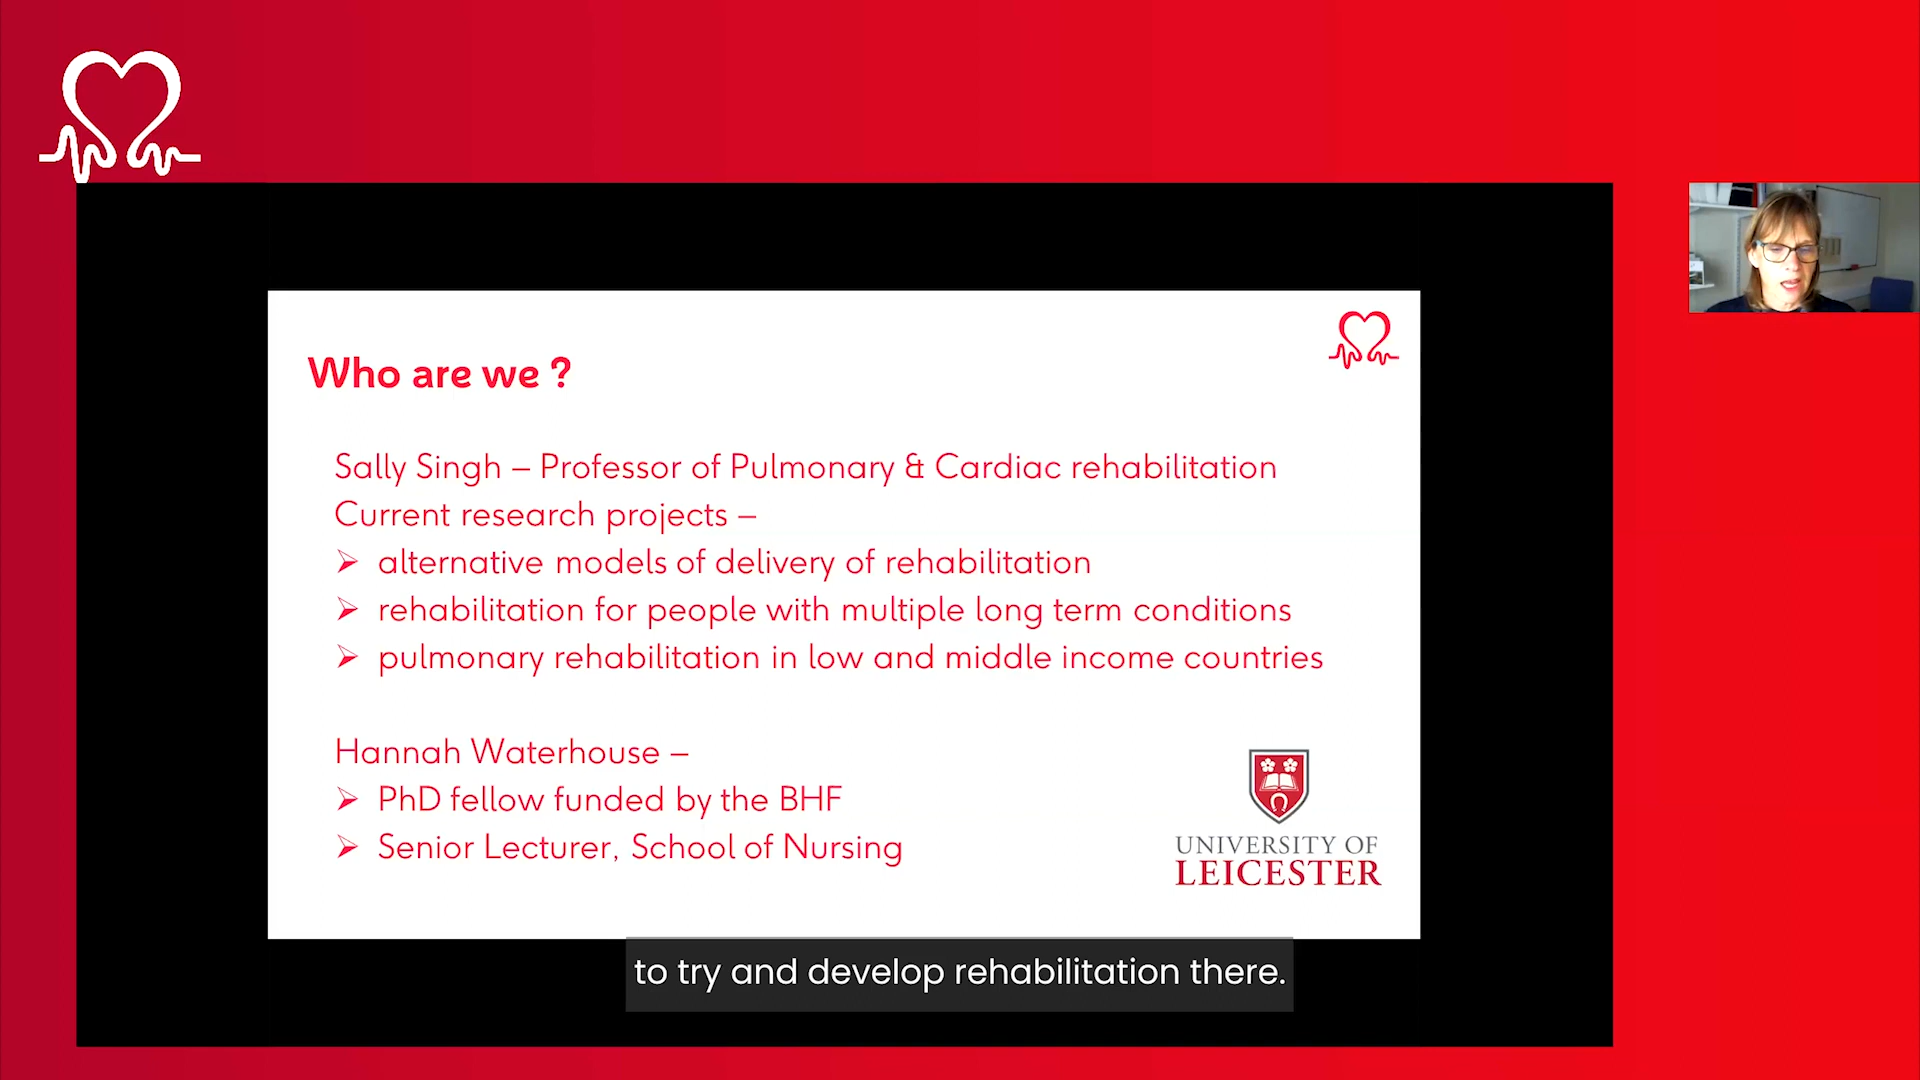 Who are we ?
Sally Singh – Professor of Pulmonary & Cardiac rehabilitation
Current research projects –
➢ alternative models of delivery of rehabilitation
➢ rehabilitation for people with multiple long term conditions
➢ pulmonary rehabilitation in low and middle income countries
Hannah Waterhouse –
➢ PhD fellow funded by the BHF
➢ Senior Lecturer, School of Nursing
UNIVERSITY OF
LEICESTER
to try and develop rehabilitation there.